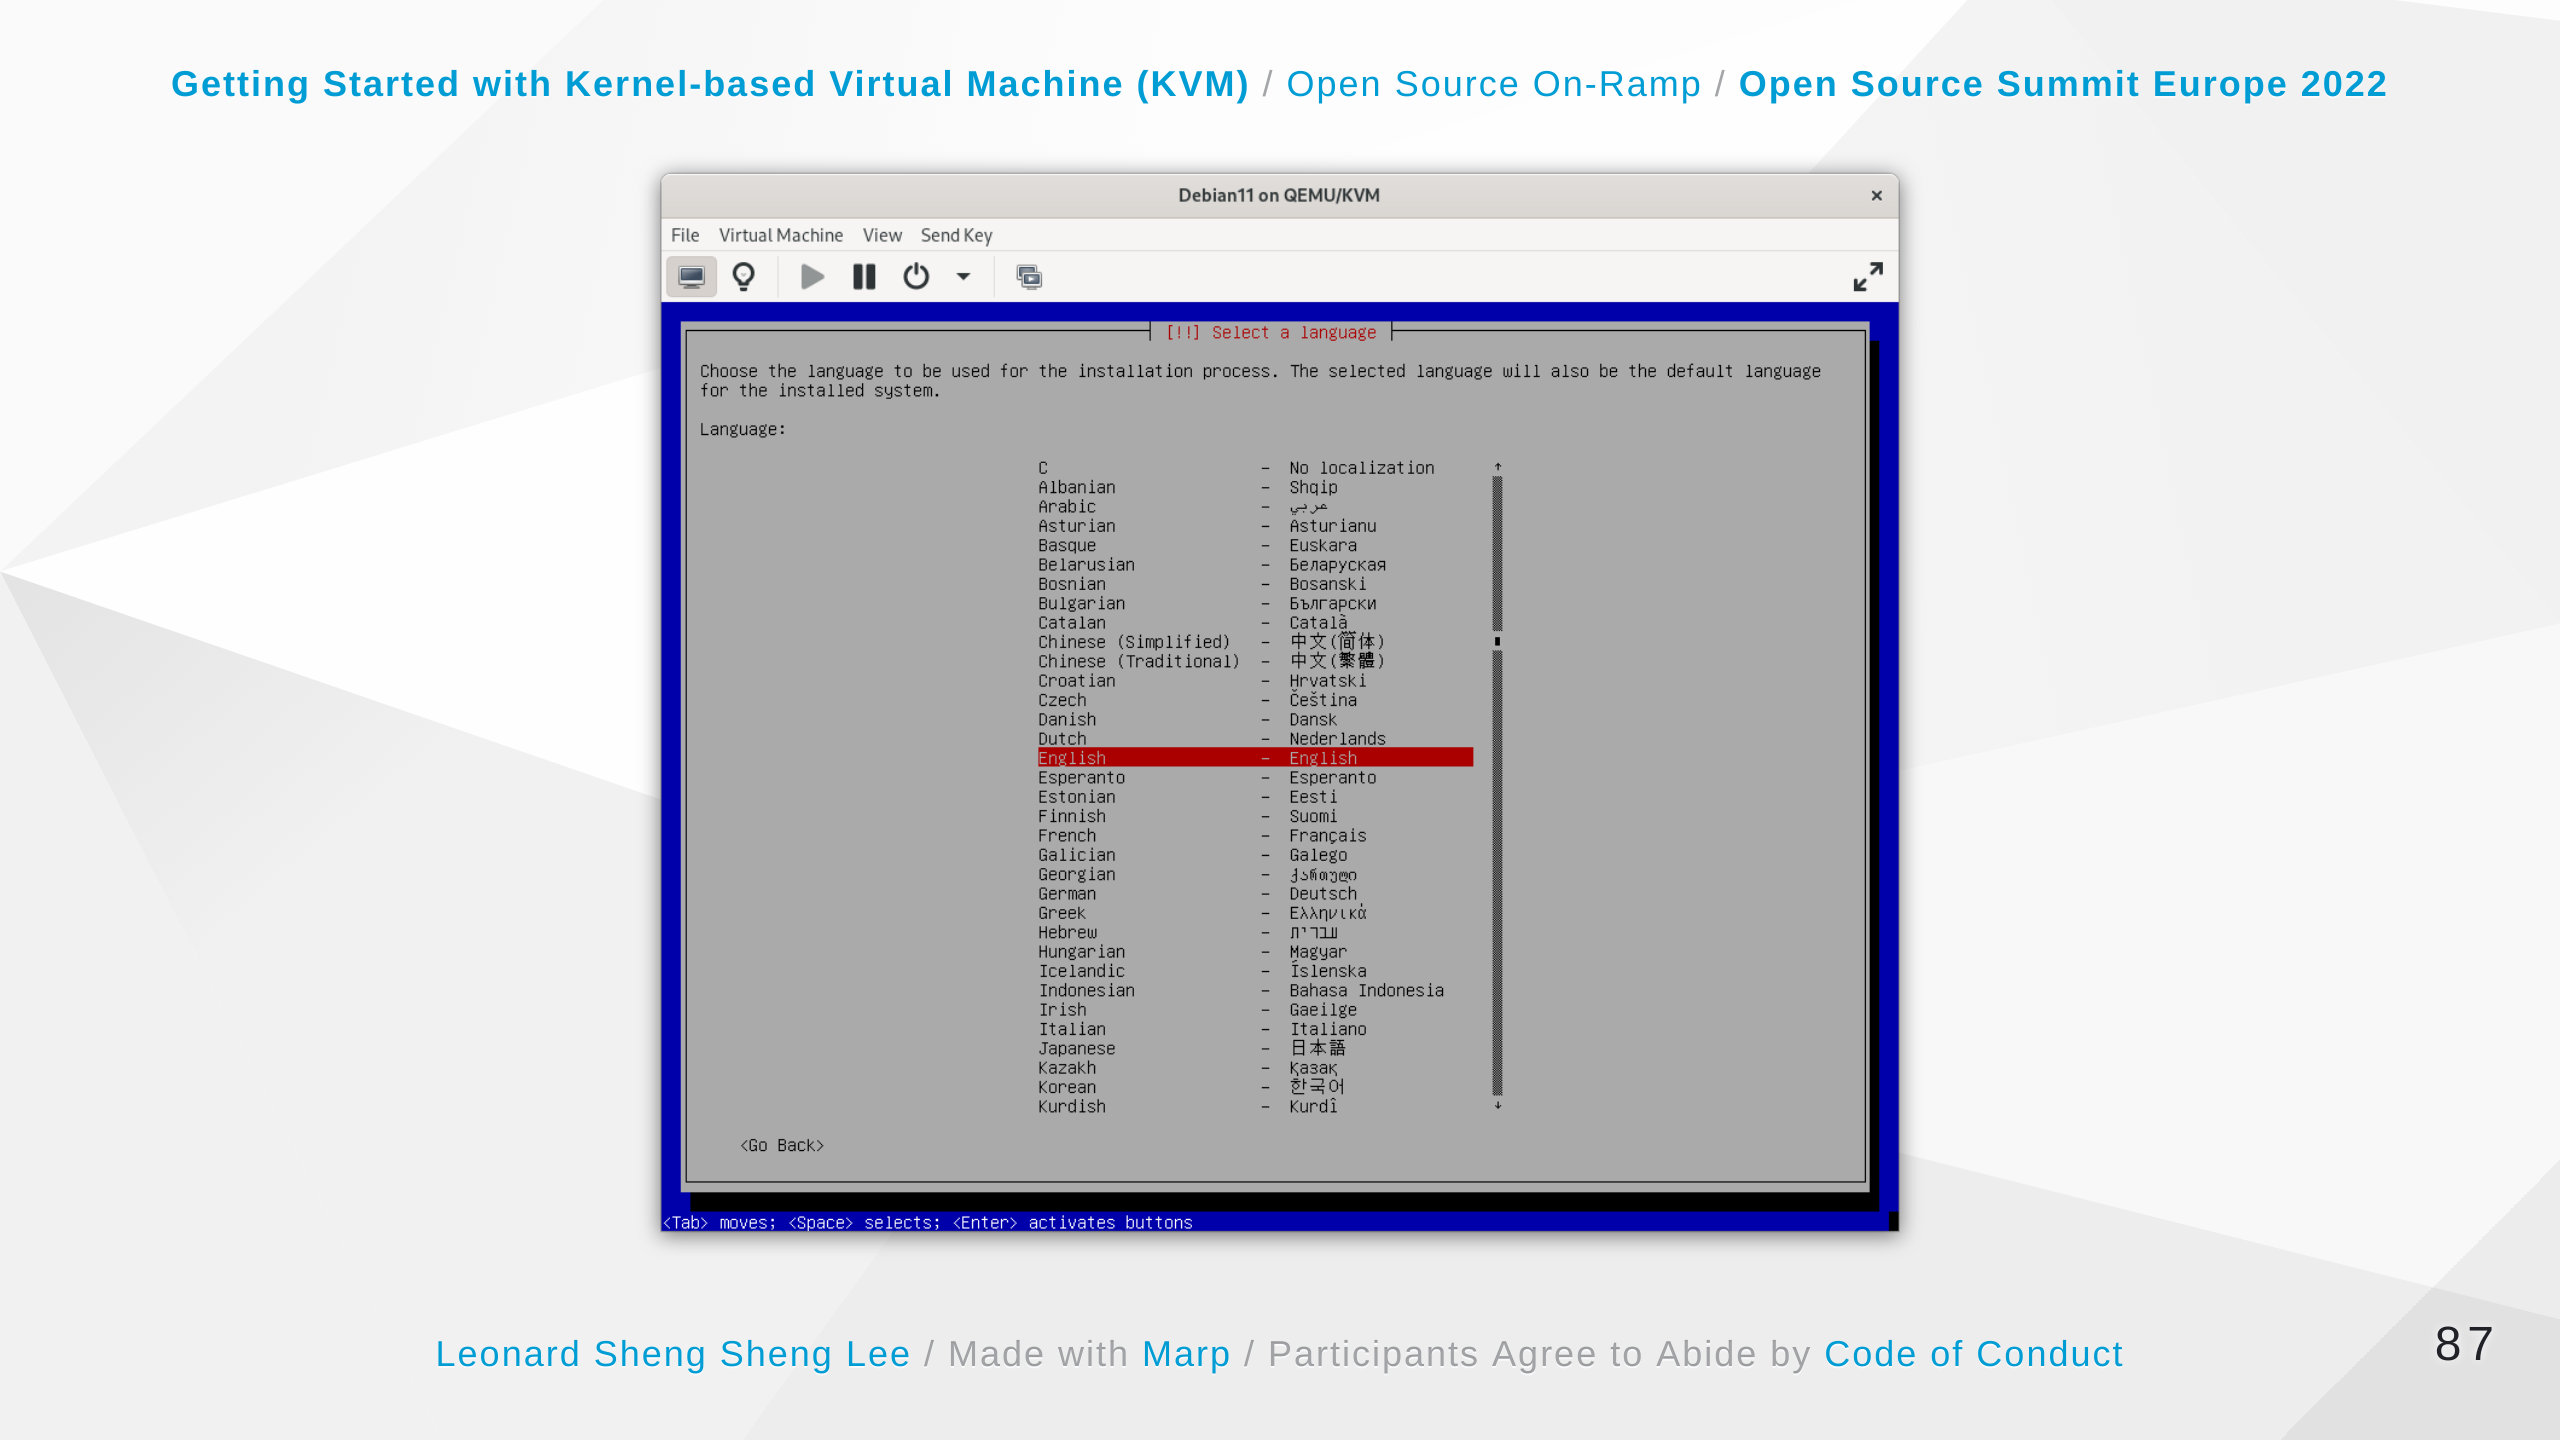 Getting Started with Kernel-based Virtual Machine (KVM) / Open Source On-Ramp / Open Source Summit Europe 2022
Debian11 on QEMU/KVM
File Virtual Machine View Send Key
[!!] Select a language
Choose the language to be used for the installation process. The selected language will also be the default language
for the installed system.
Language:
C - No localization
Albanian - Shqip
Arabic - عربي
Asturian - Asturianu
Basque - Euskara
Belarusian - Беларуская
Bosnian - Bosanski
Bulgarian - Български
Catalan - Català
Chinese (Simplified) - 中文(简体)
Chinese (Traditional) - 中文(繁體)
Croatian - Hrvatski
Czech - Čeština
Danish - Dansk
Dutch - Nederlands
English - English
Esperanto - Esperanto
Estonian - Eesti
Finnish - Suomi
French - Français
Galician - Galego
Georgian - ქართული
German - Deutsch
Greek - Ελληνικά
Hebrew - עברית
Hungarian - Magyar
Icelandic - Íslenska
Indonesian - Bahasa Indonesia
Irish - Gaeilge
Italian - Italiano
Japanese - 日本語
Kazakh - Қазақ
Korean - 한국어
Kurdish - Kurdî
<Go Back>
<Tab> moves; <Space> selects; <Enter> activates buttons
Leonard Sheng Sheng Lee / Made with Marp / Participants Agree to Abide by Code of Conduct
87